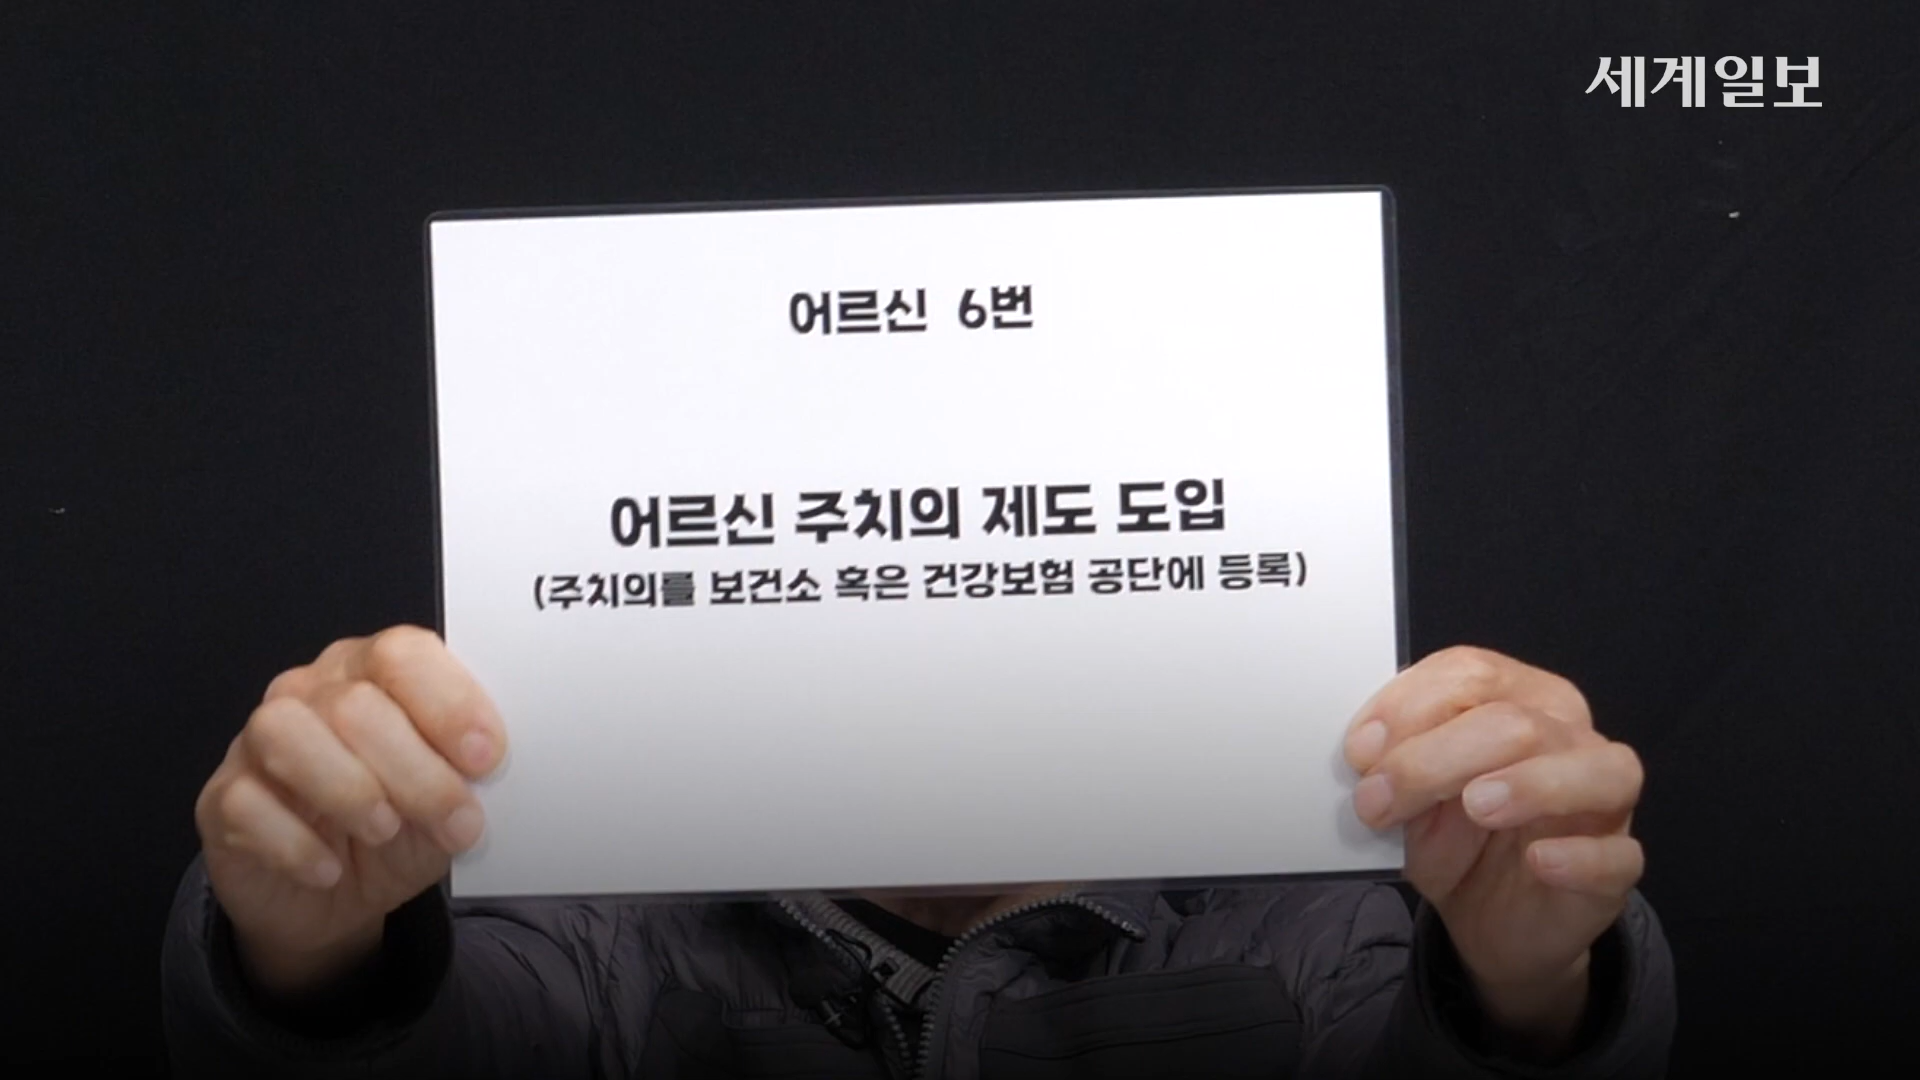 세계일보
어르신 6번
어르신 주치의 제도 도입
(주치의를 보건소 혹은 건강보험 공단에 등록)